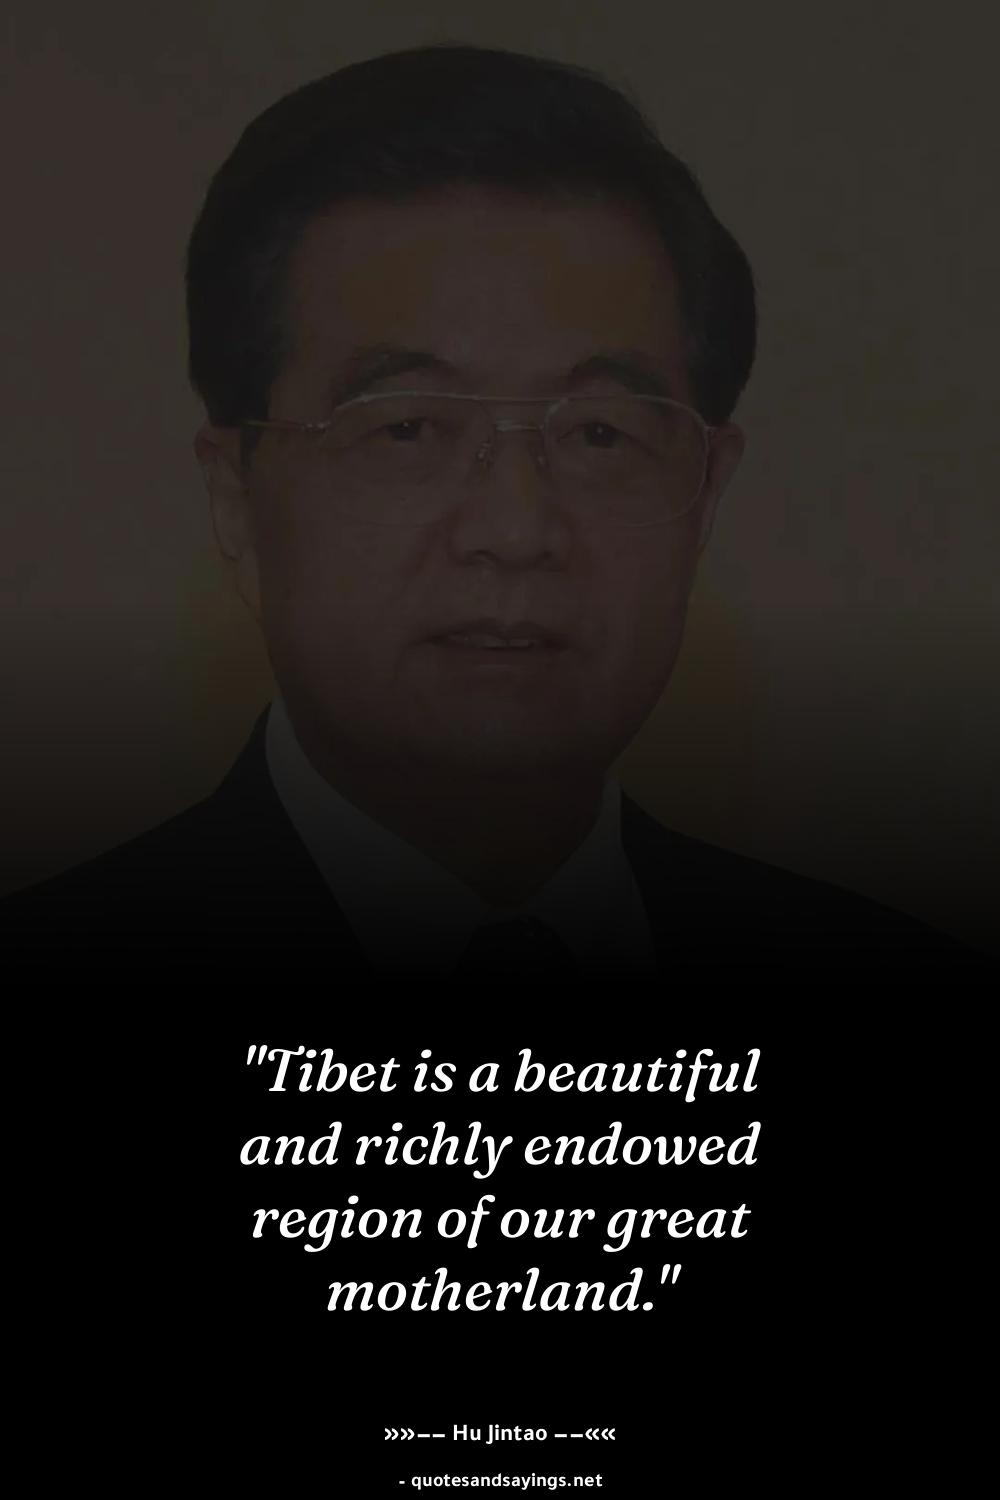 "Tibet is a beautiful
and richly endowed
region of our great
motherland."
»»−− Hu Jintao −−««
- quotesandsayings.net